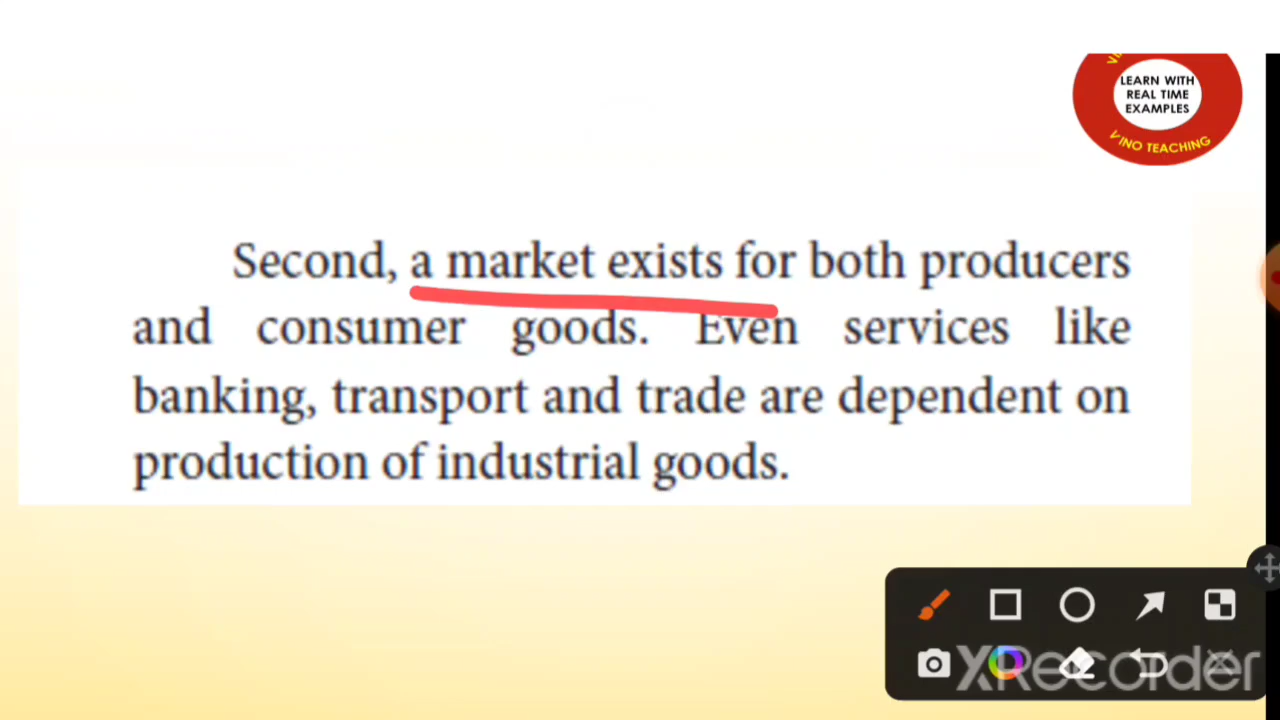 LEARN WITH
REAL TIME
EXAMPLES
VINO TEACHING
Second, a market exists for both producers
and consumer goods. Even services like
banking, transport and trade are dependent on
production of industrial goods.
XRecorder